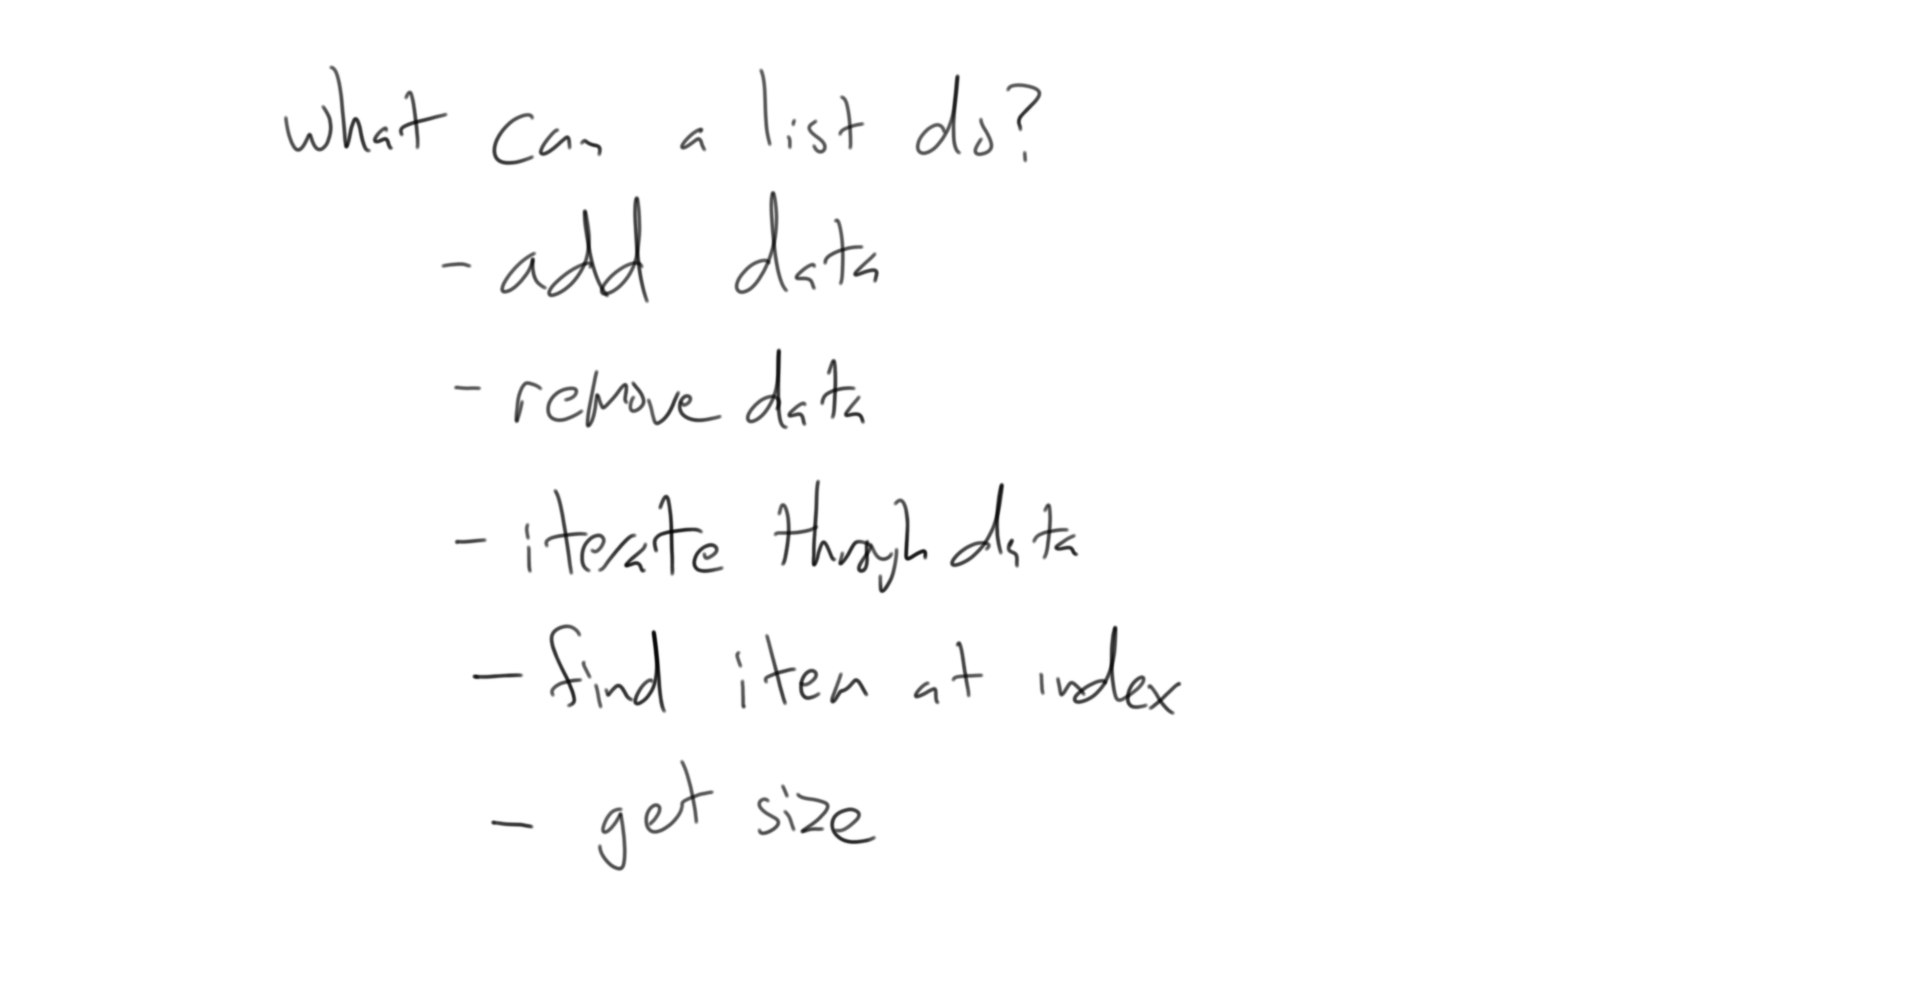 what can a list do?
- add data
- remove data
- iterate through data
- find item at index
- get size